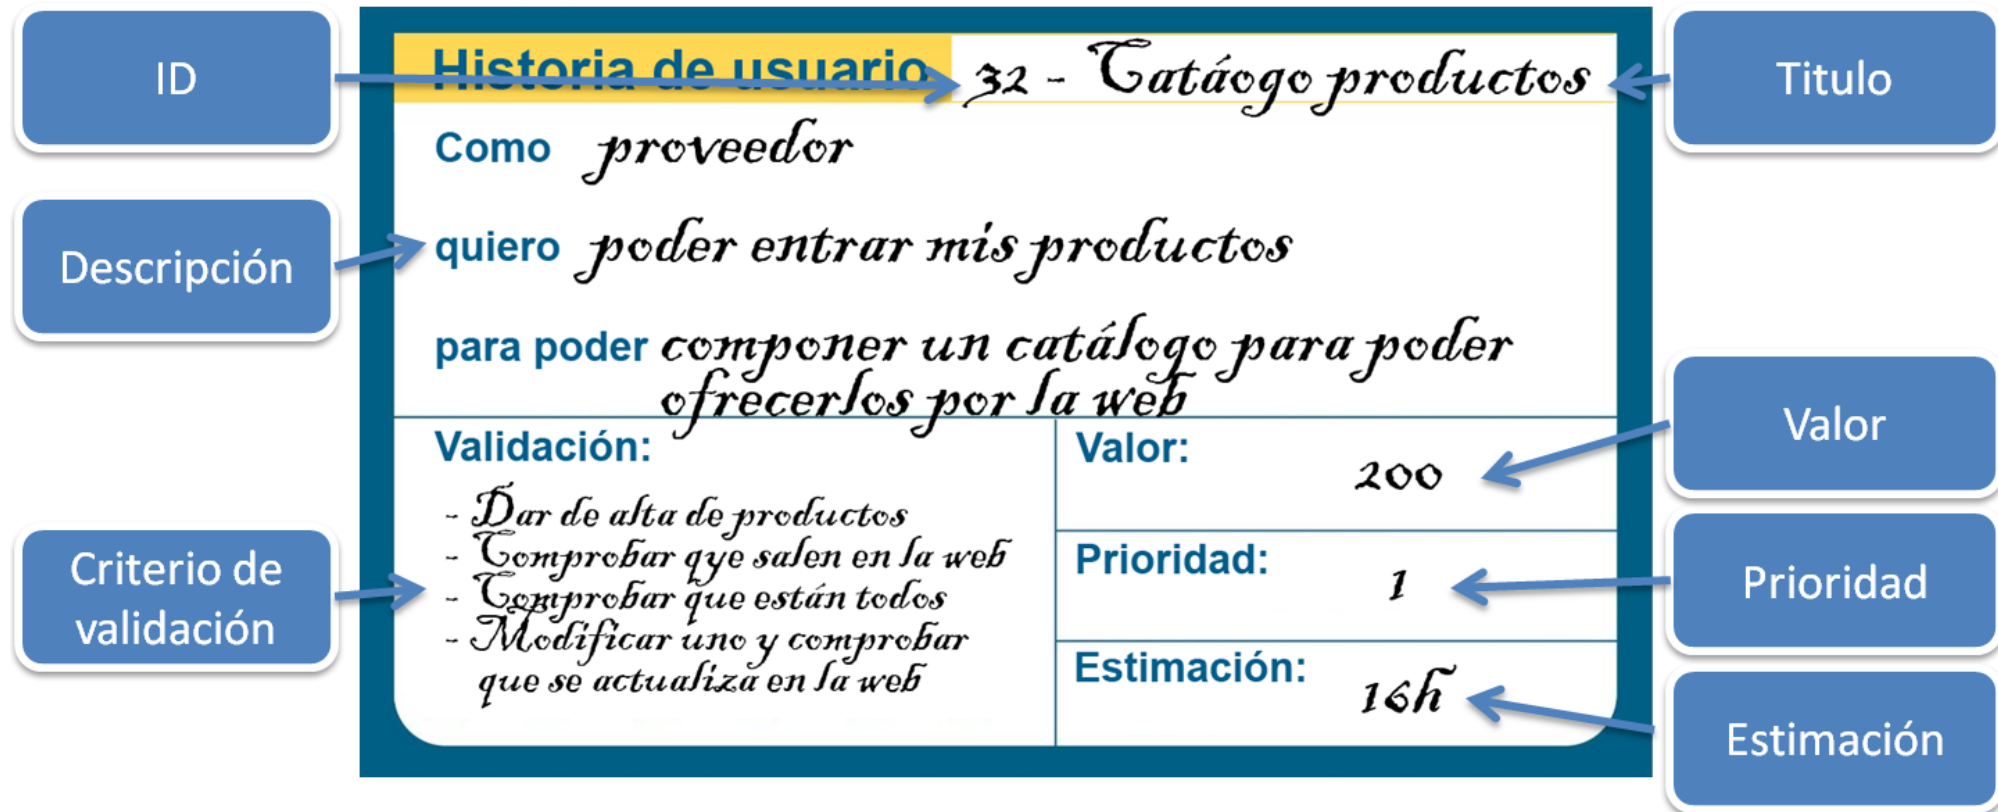 ID
Historia de usuario 32 - Catáogo productos
Titulo
Como proveedor
Descripción
quiero poder entrar mis productos
para poder componer un catálogo para poder
ofrecerlos por la web
Validación:
- Dar de alta de productos
- Comprobar qye salen en la web
- Comprobar que están todos
- Modificar uno y comprobar
que se actualiza en la web
Criterio de
validación
Valor:
200
Valor
Prioridad:
1
Prioridad
Estimación:
16h
Estimación